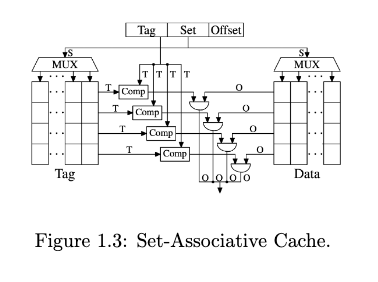 Tag Set Offset
S S
MUX MUX
T T T T
T Comp O
T Comp O
T Comp O
T Comp O
O O O O
Tag Data
Figure 1.3: Set-Associative Cache.